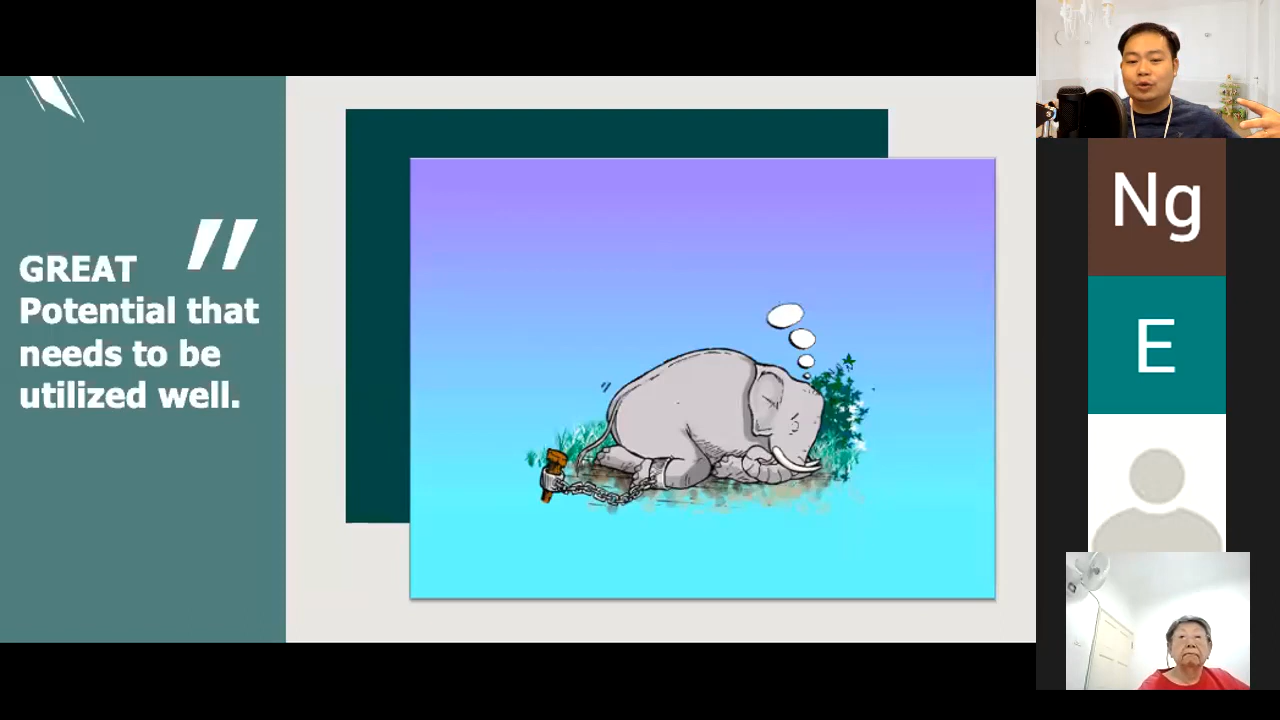 "
GREAT
Potential that
needs to be
utilized well.
Ng
E